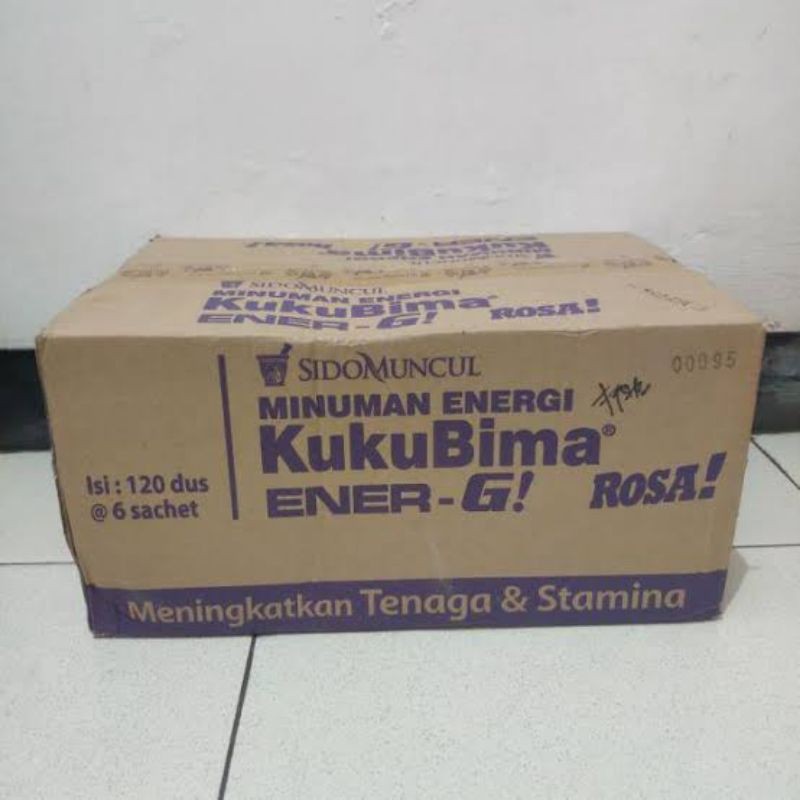 SIDOMUNCUL
MINUMAN ENERGI
KukuBima®
ENER-G! ROSA!
SIDOMUNCUL
MINUMAN ENERGI
KukuBima®
ENER-G! ROSA!
00095
Isi : 120 dus
@ 6 sachet
Meningkatkan Tenaga & Stamina